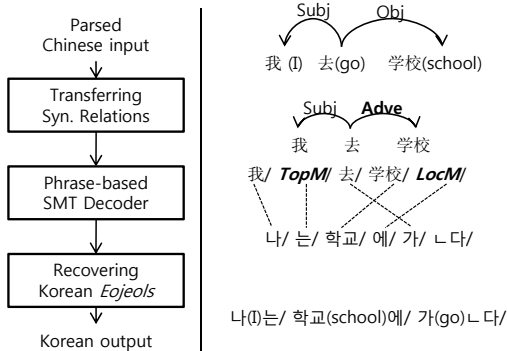 Parsed
Chinese input
Transferring
Syn. Relations
Phrase-based
SMT Decoder
Recovering
Korean Eojeols
Korean output
Subj Obj
我 (I) 去(go) 学校(school)
Subj Adve
我 去 学校
我/ TopM/ 去/ 学校/ LocM/
나/ 는/ 학교/ 에/ 가/ ㄴ다/
나(I)는/ 학교(school)에/ 가(go)ㄴ다/